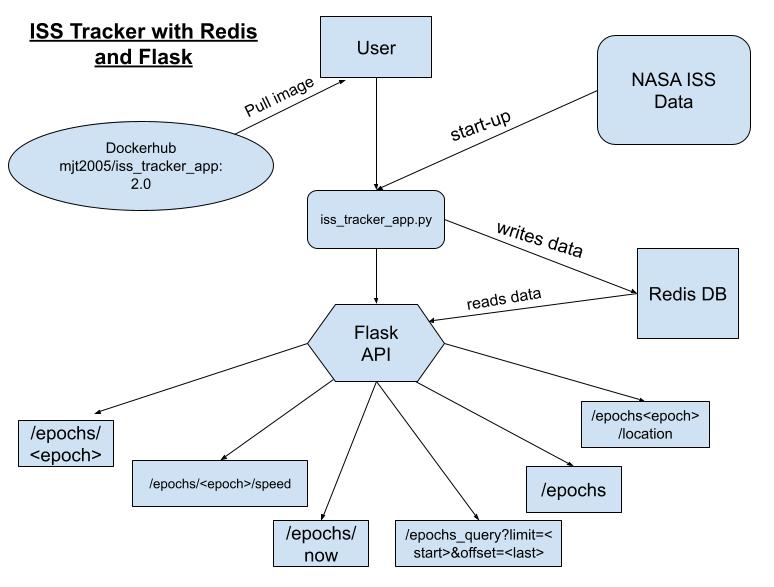 ISS Tracker with Redis
and Flask
User
NASA ISS
Data
Pull image
start-up
Dockerhub
mjt2005/iss_tracker_app:
2.0
iss_tracker_app.py
writes data
Redis DB
reads data
Flask
API
/epochs/
<epoch>
/epochs/<epoch>/speed
/epochs/
now
/epochs_query?limit=<
start>&offset=<last>
/epochs
/epochs<epoch>
/location